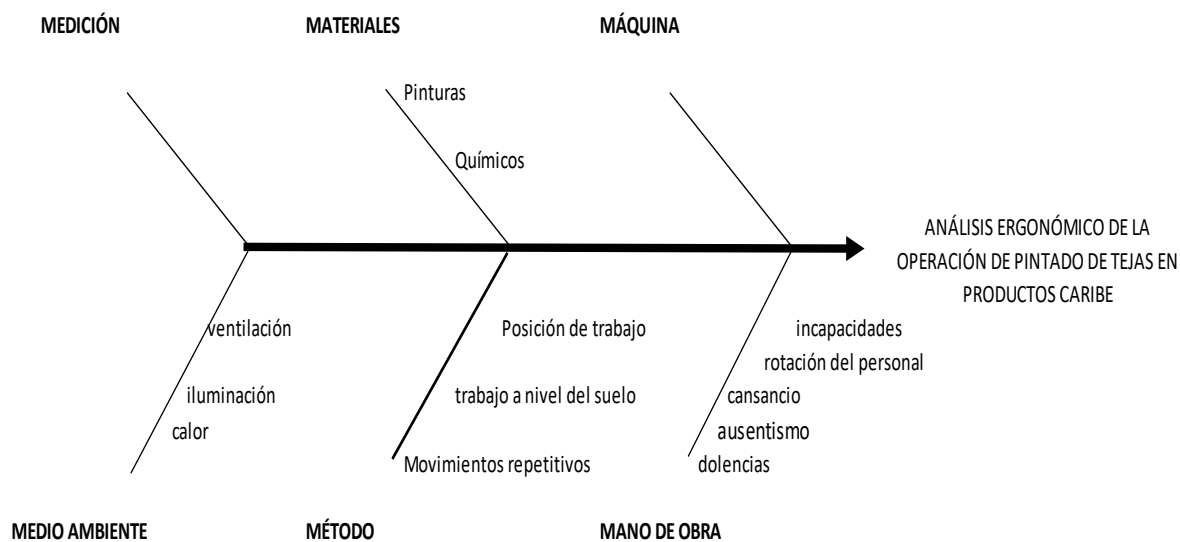 MEDICIÓN
MATERIALES
MÁQUINA
Pinturas
Químicos
ANÁLISIS ERGONÓMICO DE LA
OPERACIÓN DE PINTADO DE TEJAS EN
PRODUCTOS CARIBE
ventilación
iluminación
calor
Posición de trabajo
trabajo a nivel del suelo
Movimientos repetitivos
incapacidades
rotación del personal
cansancio
ausentismo
dolencias
MEDIO AMBIENTE
MÉTODO
MANO DE OBRA